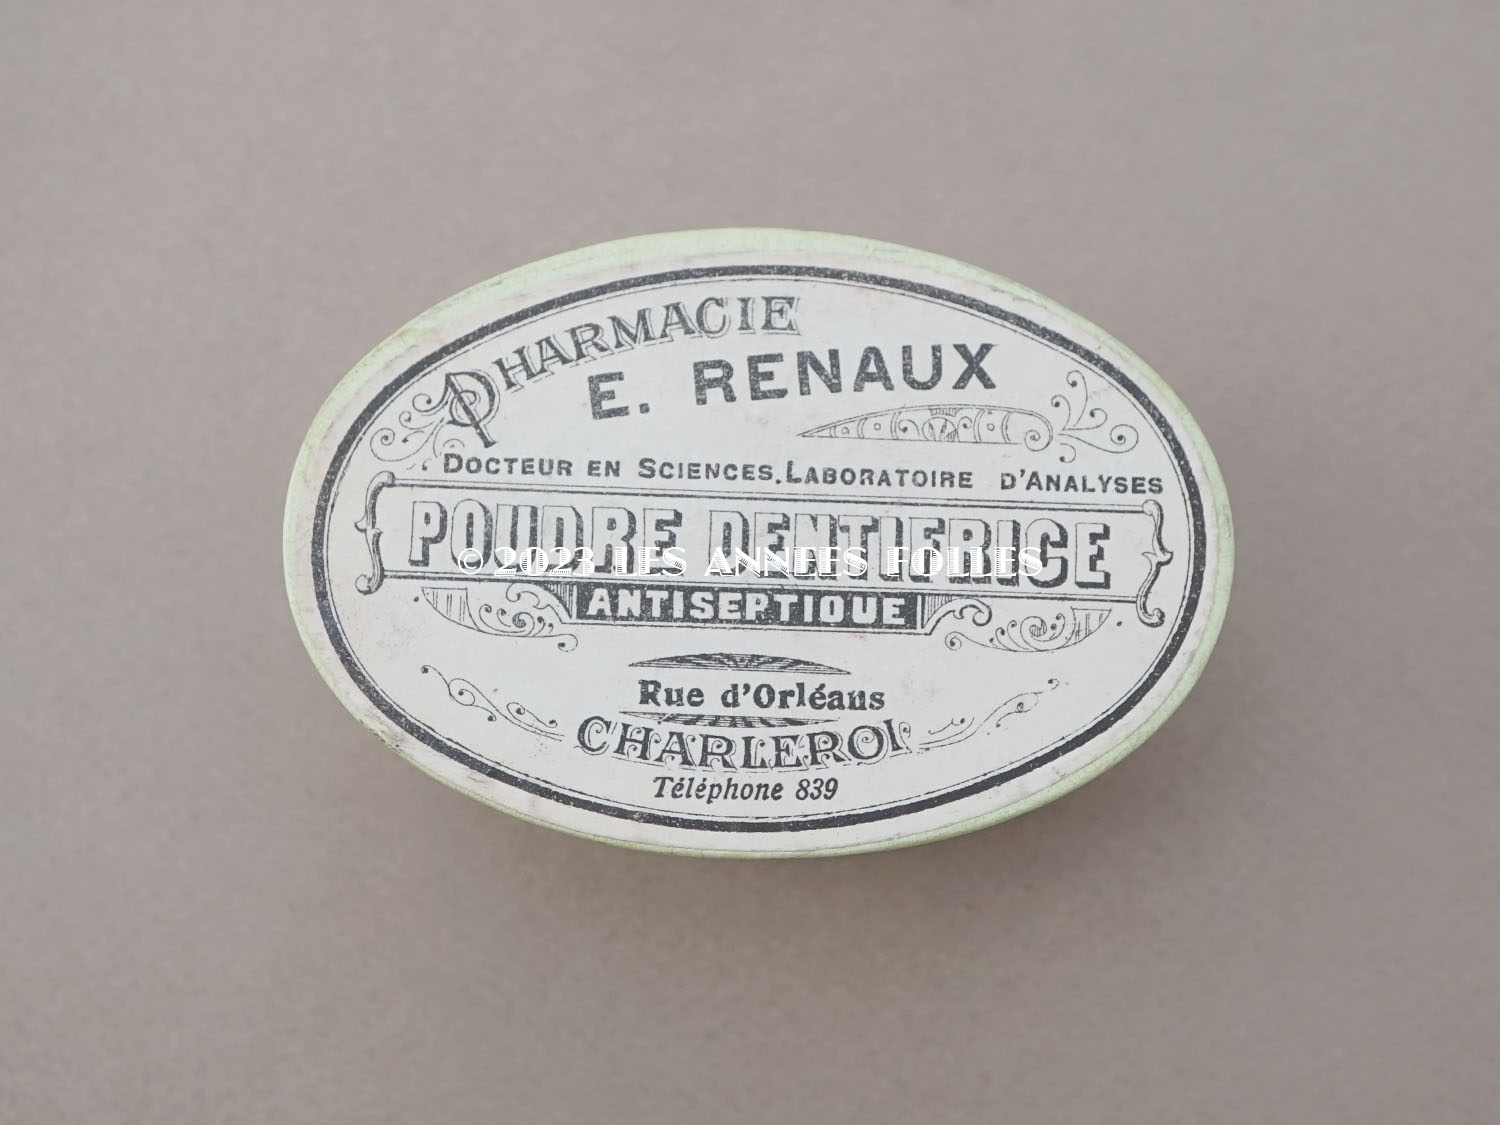 PHARMACIE
E. RENAUX
DOCTEUR EN SCIENCES. LABORATOIRE D'ANALYSES
POUDRE DENTIFRICE
© 2023 LES ANNEES FOLLES
ANTISEPTIQUE
Rue d'Orléans
CHARLEROI
Téléphone 839